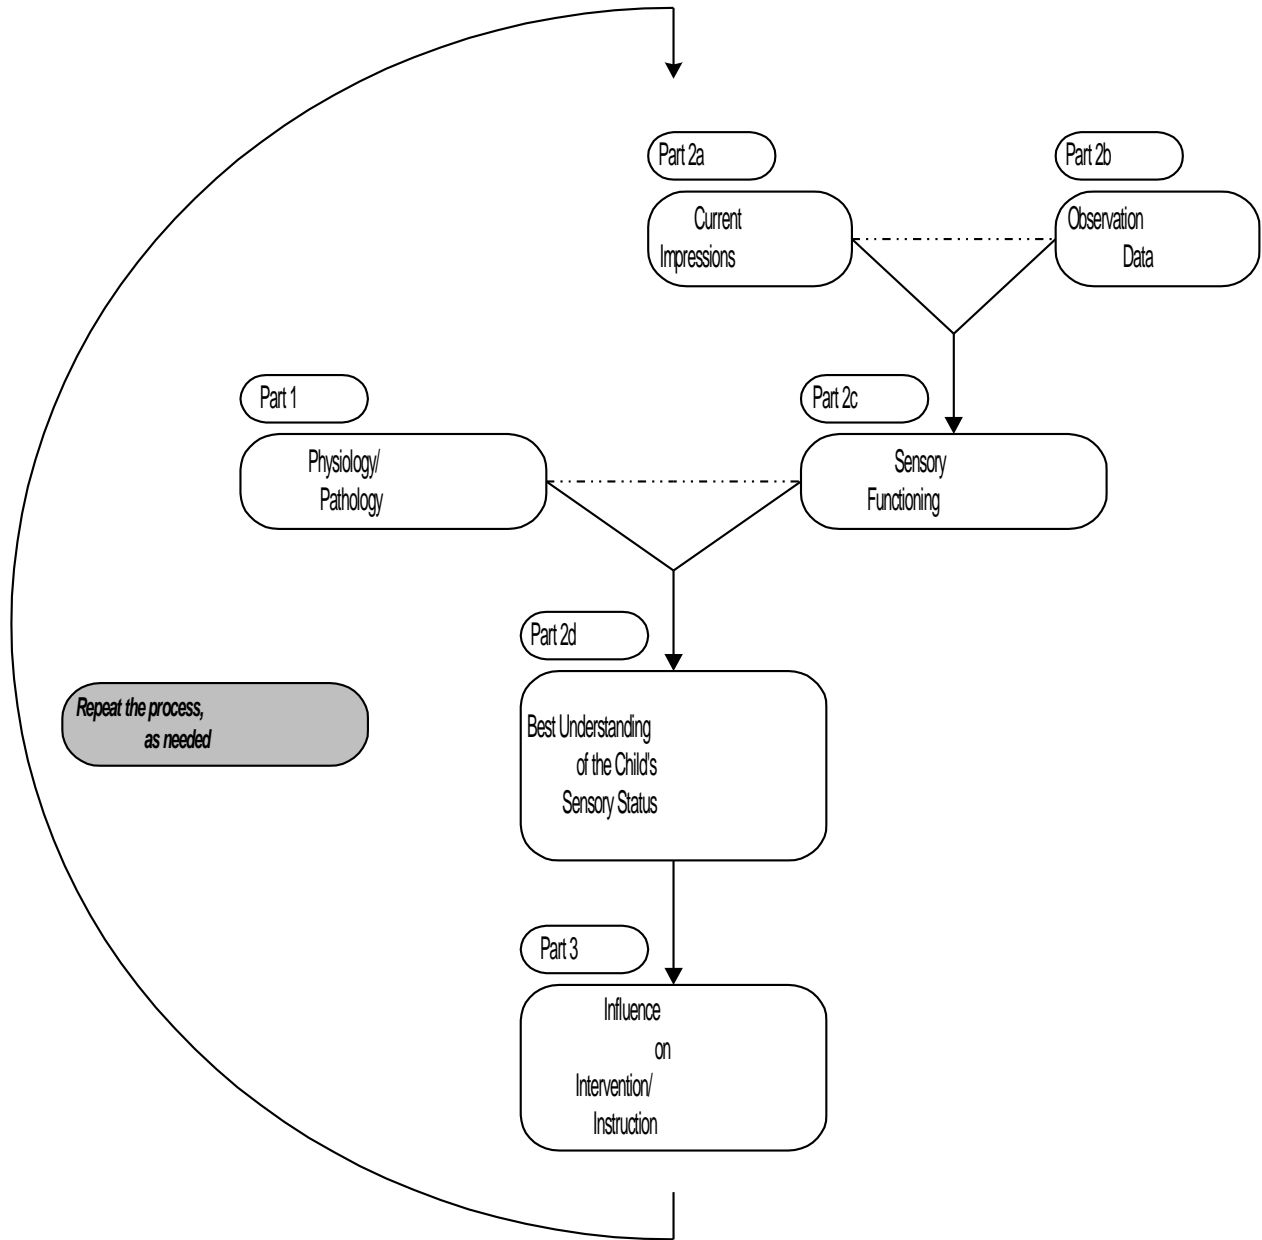 Part 2a
Part 2b
Current
Impressions
Observation
Data
Part 1
Part 2c
Physiology/
Pathology
Sensory
Functioning
Part 2d
Repeat the process,
as needed
Best Understanding
of the Child's
Sensory Status
Part 3
Influence
on
Intervention/
Instruction